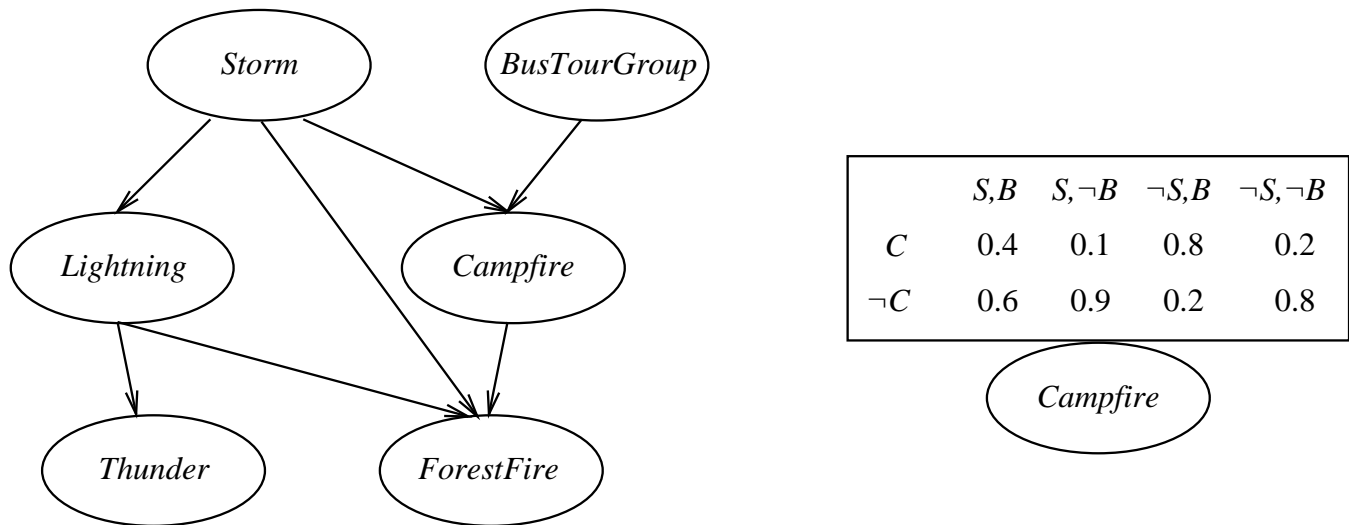 Storm
BusTourGroup
Lightning
Campfire
Thunder
ForestFire
S,B S,¬B ¬S,B ¬S,¬B
C 0.4 0.1 0.8 0.2
¬C 0.6 0.9 0.2 0.8
Campfire